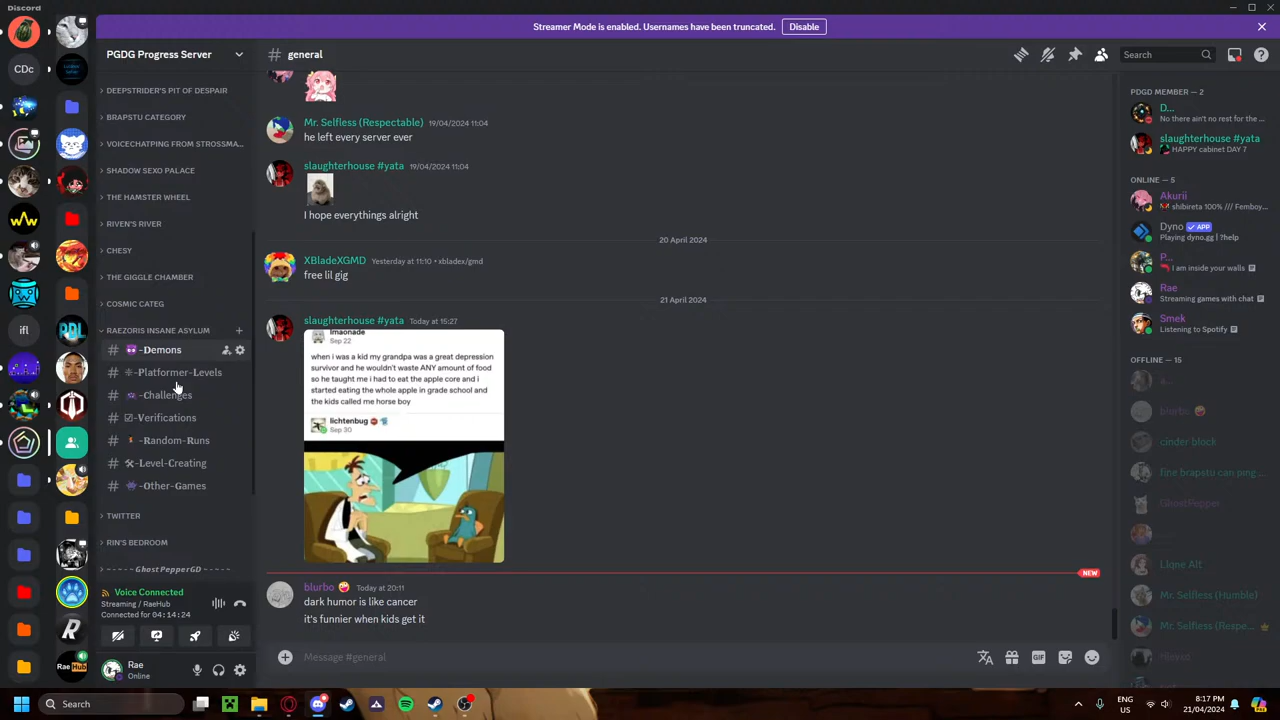 Discord
Streamer Mode is enabled. Usernames have been truncated.
Disable
PGDG Progress Server
# general
Search
DEEPSTRIDER'S PIT OF DESPAIR
BRAPSTU CATEGORY
VOICECHATPING FROM STROSSMA...
SHADOW SEXO PALACE
THE HAMSTER WHEEL
RIVEN'S RIVER
CHESY
THE GIGGLE CHAMBER
COSMIC CATEG
RAEZORIS INSANE ASYLUM
# -Demons
# -Platformer-Levels
# -Challenges
# -Verifications
# -Random-Runs
# -Level-Creating
# -Other-Games
TWITTER
RIN'S BEDROOM
-----GhostPepperGD----
Voice Connected
Streaming / RaeHub
Connected for 04:14:24
Rae
Online
CDc
ifl
PDL
Rae Hub
Mr. Selfless (Respectable) 19/04/2024 11:04
he left every server ever
slaughterhouse #yata 19/04/2024 11:04
I hope everythings alright
20 April 2024
XBladeXGMD Yesterday at 11:10 • xbladex/gmd
free lil gig
21 April 2024
slaughterhouse #yata Today at 15:27
lmaonade
Sep 22
when i was a kid my grandpa was a great depression
survivor and he wouldn't waste ANY amount of food
so he taught me i had to eat the apple core and i
started eating the whole apple in grade school and
the kids called me horse boy
lichtenbug
Sep 30
NEW
blurbo Today at 20:11
dark humor is like cancer
it's funnier when kids get it
Message #general
GIF
PDGD MEMBER — 2
D...
No there ain't no rest for the ...
slaughterhouse #yata
HAPPY cabinet DAY 7
ONLINE — 5
Akurii
shibireta 100% /// Femboy...
Dyno ✓ APP
Playing dyno.gg | ?help
P...
I am inside your walls
Rae
Streaming games with chat
Smek
Listening to Spotify
OFFLINE — 15
blurbo
cinder block
fine brapstu can ping ...
GhostPepper
Llqne Alt
Mr. Selfless (Humble)
Mr. Selfless (Respe...
Search
ENG
US
8:17 PM
21/04/2024